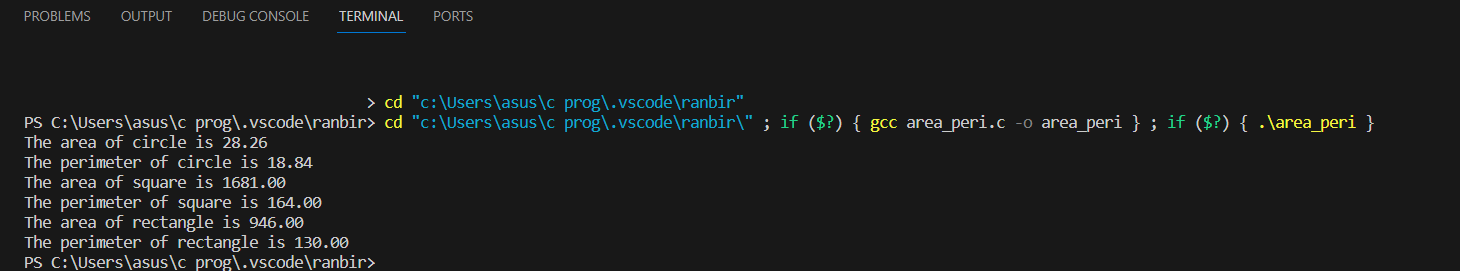 PROBLEMS OUTPUT DEBUG CONSOLE TERMINAL PORTS
> cd "c:\Users\asus\c prog\.vscode\ranbir"
PS C:\Users\asus\c prog\.vscode\ranbir> cd "c:\Users\asus\c prog\.vscode\ranbir\" ; if ($?) { gcc area_peri.c -o area_peri } ; if ($?) { .\area_peri }
The area of circle is 28.26
The perimeter of circle is 18.84
The area of square is 1681.00
The perimeter of square is 164.00
The area of rectangle is 946.00
The perimeter of rectangle is 130.00
PS C:\Users\asus\c prog\.vscode\ranbir>